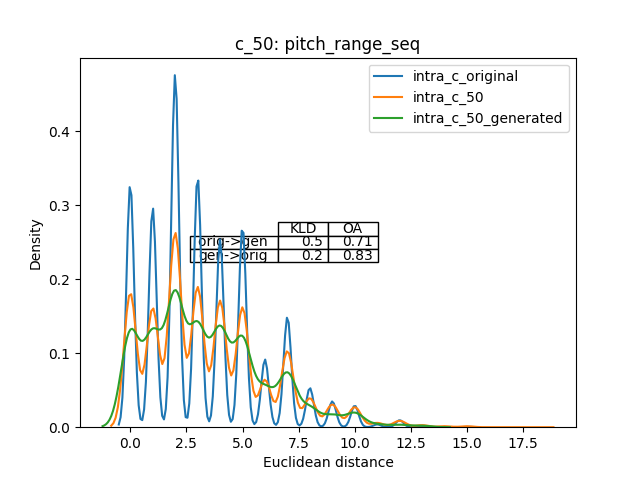 c_50: pitch_range_seq
intra_c_original
intra_c_50
intra_c_50_generated
KLD OA
orig->gen 0.5 0.71
gen->orig 0.2 0.83
Density
0.4
0.3
0.2
0.1
0.0
0.0 2.5 5.0 7.5 10.0 12.5 15.0 17.5
Euclidean distance